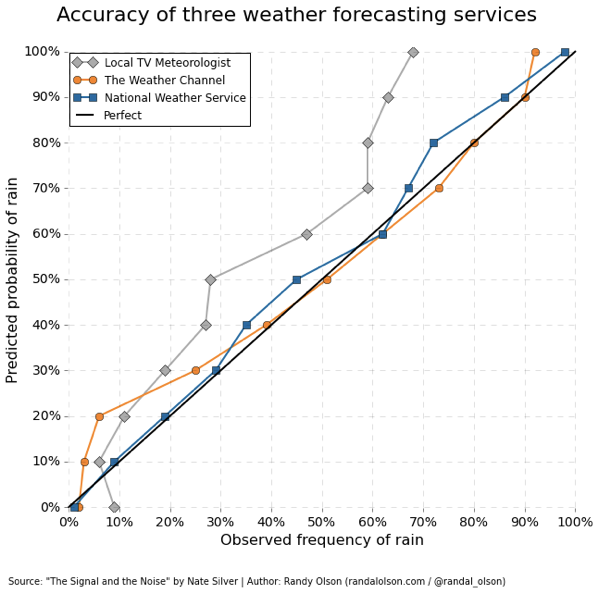 Accuracy of three weather forecasting services
Local TV Meteorologist
The Weather Channel
National Weather Service
Perfect
Predicted probability of rain
100%
90%
80%
70%
60%
50%
40%
30%
20%
10%
0%
0% 10% 20% 30% 40% 50% 60% 70% 80% 90% 100%
Observed frequency of rain
Source: "The Signal and the Noise" by Nate Silver | Author: Randy Olson (randalolson.com / @randal_olson)